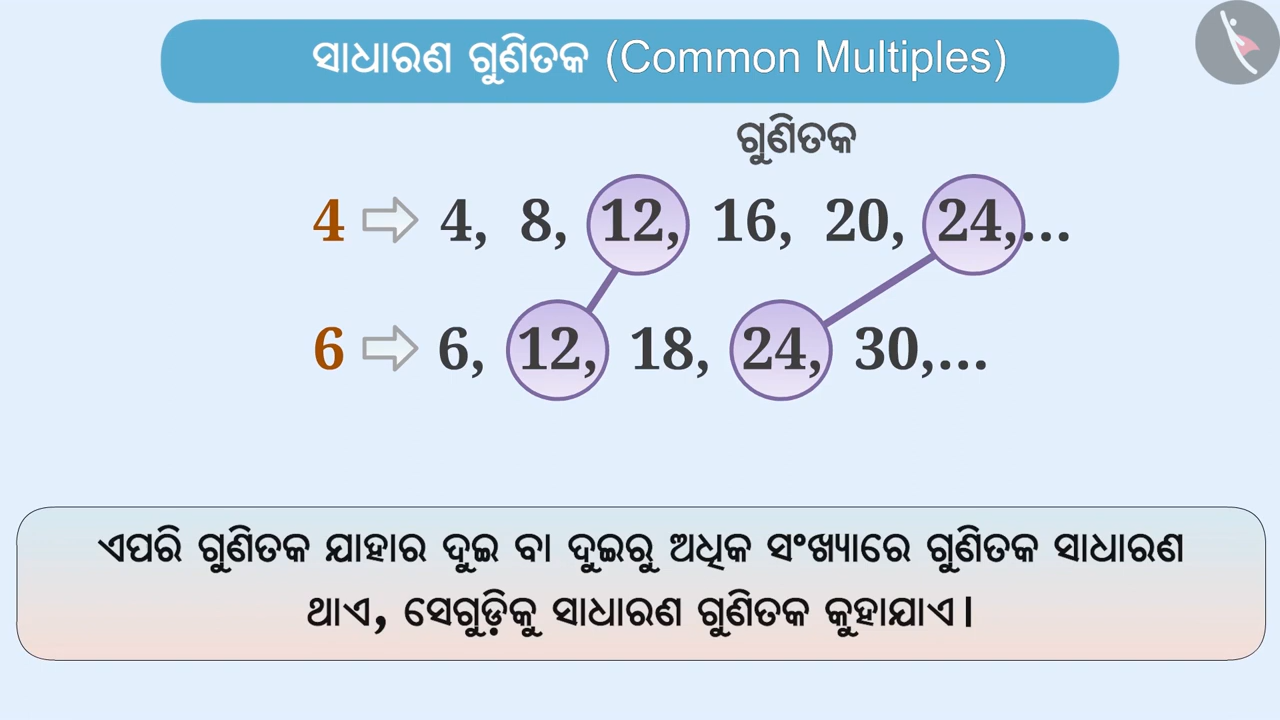 ସାଧାରଣ ଗୁଣିତକ (Common Multiples)
ଗୁଣିତକ
4 ⇨ 4, 8, 12, 16, 20, 24,...
6 ⇨ 6, 12, 18, 24, 30,...
ଏପରି ଗୁଣିତକ ଯାହାର ଦୁଇ ବା ଦୁଇରୁ ଅଧିକ ସଂଖ୍ୟାରେ ଗୁଣିତକ ସାଧାରଣ
ଥାଏ, ସେଗୁଡ଼ିକୁ ସାଧାରଣ ଗୁଣିତକ କୁହାଯାଏ।